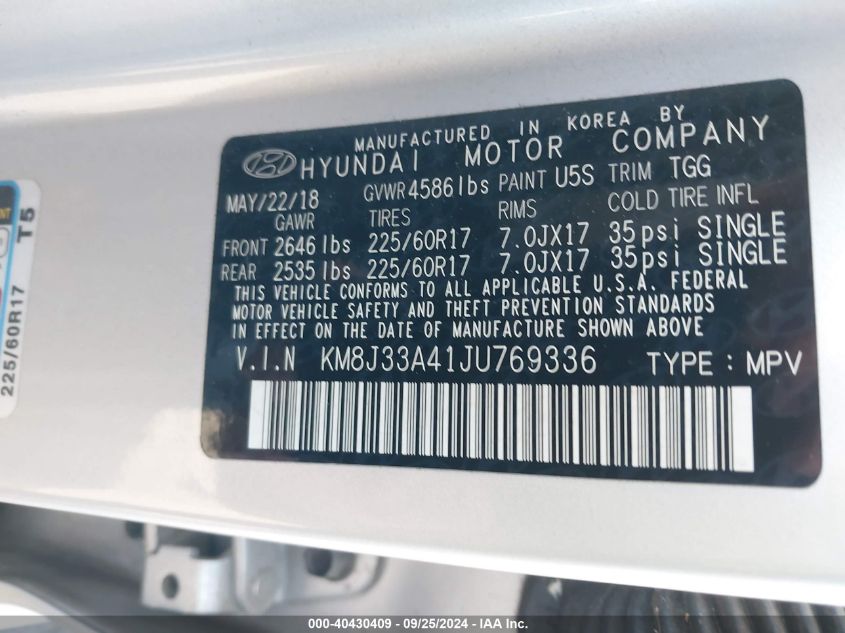 MANUFACTURED IN KOREA BY
HYUNDAI MOTOR COMPANY
MAY/22/18 GVWR 4586 lbs PAINT U5S TRIM TGG
GAWR TIRES RIMS COLD TIRE INFL
FRONT 2646 lbs 225/60R17 7.0JX17 35psi SINGLE
REAR 2535 lbs 225/60R17 7.0JX17 35psi SINGLE
THIS VEHICLE CONFORMS TO ALL APPLICABLE U.S.A. FEDERAL
MOTOR VEHICLE SAFETY AND THEFT PREVENTION STANDARDS
IN EFFECT ON THE DATE OF MANUFACTURE SHOWN ABOVE
V.I.N KM8J33A41JU769336 TYPE : MPV
225/60R17 T5
000-40430409 - 09/25/2024 - iaai.com.